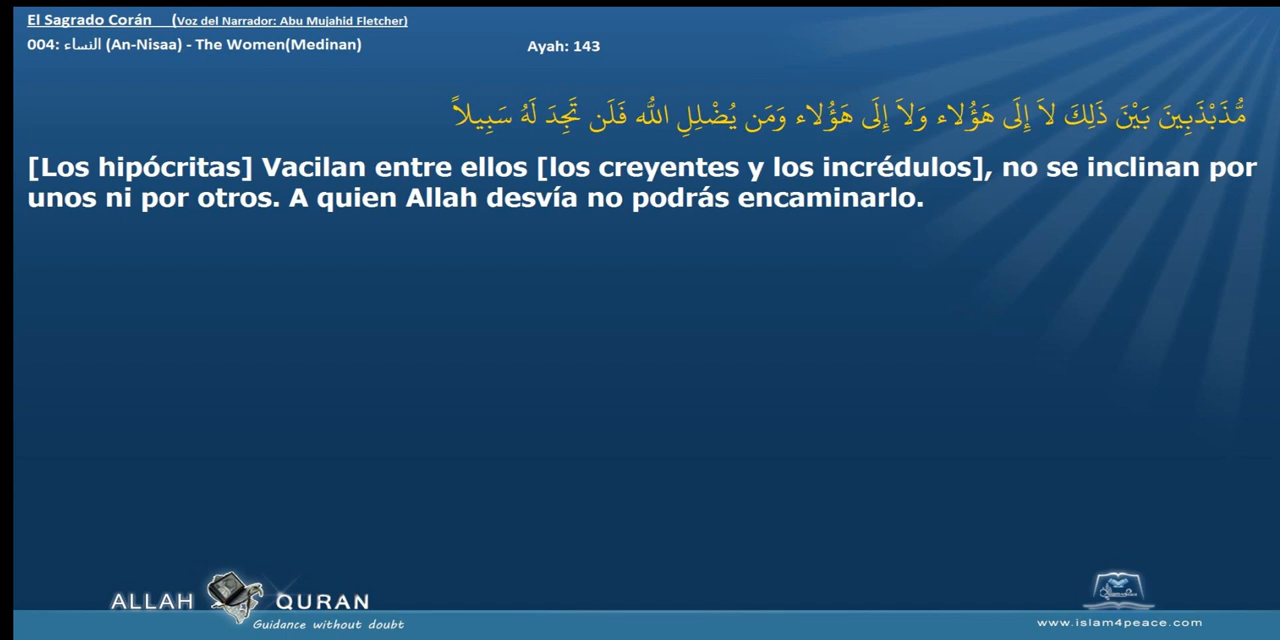 El Sagrado Corán (Voz del Narrador: Abu Mujahid Fletcher)
004: النساء (An-Nisaa) - The Women(Medinan) Ayah: 143
مُّذَبْذَبِينَ بَيْنَ ذَلِكَ لاَ إِلَى هَؤُلاء وَلاَ إِلَى هَؤُلاء وَمَن يُضْلِلِ اللّه فَلَن تَجِدَ لَهُ سَبِيلاً
[Los hipócritas] Vacilan entre ellos [los creyentes y los incrédulos], no se inclinan por
unos ni por otros. A quien Allah desvía no podrás encaminarlo.
ALLAH QURAN
Guidance without doubt
www.islam4peace.com